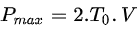 P_{max} = 2.T_0. V